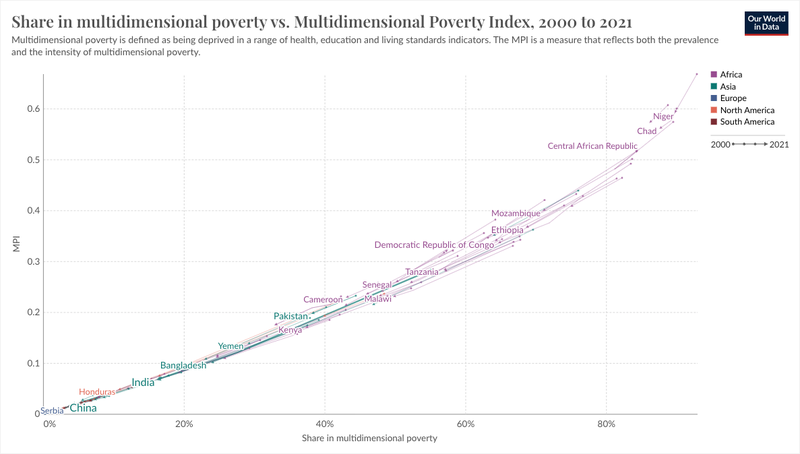 Share in multidimensional poverty vs. Multidimensional Poverty Index, 2000 to 2021
Our World
in Data
Multidimensional poverty is defined as being deprived in a range of health, education and living standards indicators. The MPI is a measure that reflects both the prevalence
and the intensity of multidimensional poverty.
Africa
Asia
Europe
North America
South America
2000
2021
0.6
0.5
0.4
0.3
0.2
0.1
0
MPI
Niger
Chad
Central African Republic
Mozambique
Ethiopia
Democratic Republic of Congo
Tanzania
Senegal
Cameroon
Malawi
Pakistan
Kenya
Yemen
Bangladesh
India
Honduras
China
Serbia
0%
20%
40%
60%
80%
Share in multidimensional poverty